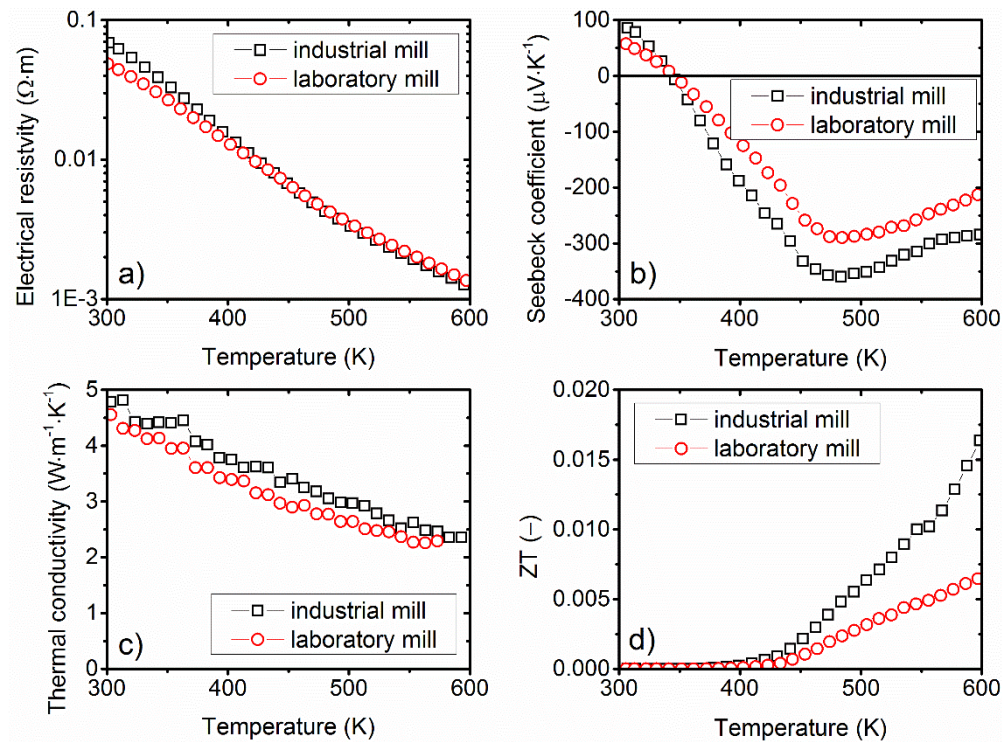 0.1
0.01
1E-3
Electrical resistivity (Ω·m)
industrial mill
laboratory mill
a)
300 400 500 600
Temperature (K)
100
0
-100
-200
-300
-400
Seebeck coefficient (μV·K⁻¹)
industrial mill
laboratory mill
b)
300 400 500 600
Temperature (K)
5
4
3
2
1
0
Thermal conductivity (W·m⁻¹·K⁻¹)
industrial mill
laboratory mill
c)
300 400 500 600
Temperature (K)
0.020
0.015
0.010
0.005
0.000
ZT (–)
industrial mill
laboratory mill
d)
300 400 500 600
Temperature (K)